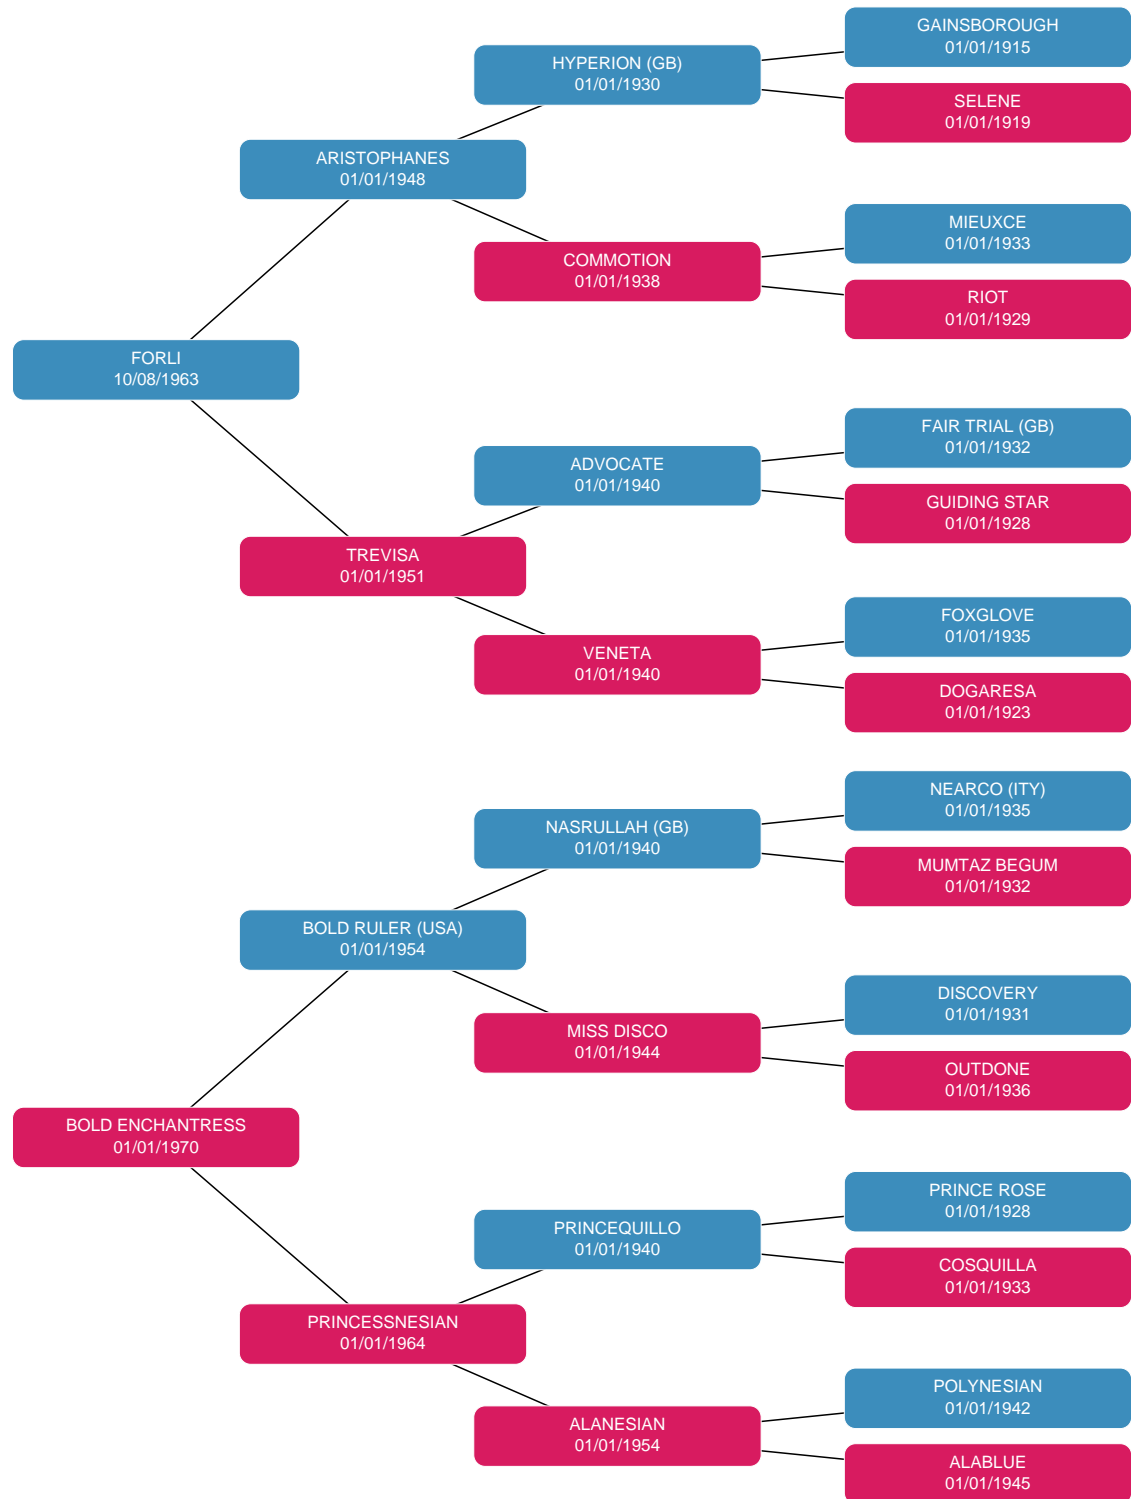 GAINSBOROUGH
01/01/1915
HYPERION (GB)
01/01/1930
SELENE
01/01/1919
ARISTOPHANES
01/01/1948
MIEUXCE
01/01/1933
COMMOTION
01/01/1938
RIOT
01/01/1929
FORLI
10/08/1963
FAIR TRIAL (GB)
01/01/1932
ADVOCATE
01/01/1940
GUIDING STAR
01/01/1928
TREVISA
01/01/1951
FOXGLOVE
01/01/1935
VENETA
01/01/1940
DOGARESA
01/01/1923
NEARCO (ITY)
01/01/1935
NASRULLAH (GB)
01/01/1940
MUMTAZ BEGUM
01/01/1932
BOLD RULER (USA)
01/01/1954
DISCOVERY
01/01/1931
MISS DISCO
01/01/1944
OUTDONE
01/01/1936
BOLD ENCHANTRESS
01/01/1970
PRINCE ROSE
01/01/1928
PRINCEQUILLO
01/01/1940
COSQUILLA
01/01/1933
PRINCESSNESIAN
01/01/1964
POLYNESIAN
01/01/1942
ALANESIAN
01/01/1954
ALABLUE
01/01/1945